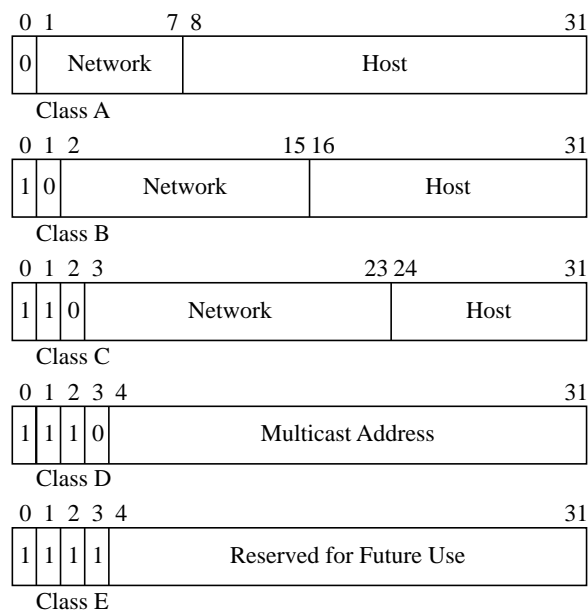 0 1 7 8 31
0 Network Host
Class A
0 1 2 15 16 31
1 0 Network Host
Class B
0 1 2 3 23 24 31
1 1 0 Network Host
Class C
0 1 2 3 4 31
1 1 1 0 Multicast Address
Class D
0 1 2 3 4 31
1 1 1 1 Reserved for Future Use
Class E